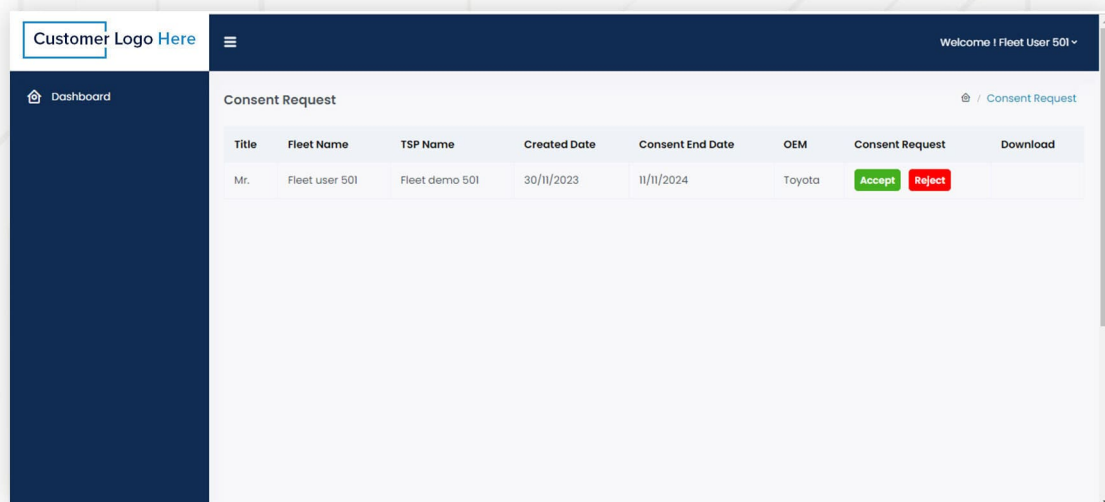 Customer Logo Here
Welcome ! Fleet User 501
Dashboard
Consent Request
/ Consent Request
Title Fleet Name TSP Name Created Date Consent End Date OEM Consent Request Download
Mr. Fleet user 501 Fleet demo 501 30/11/2023 11/11/2024 Toyota Accept Reject